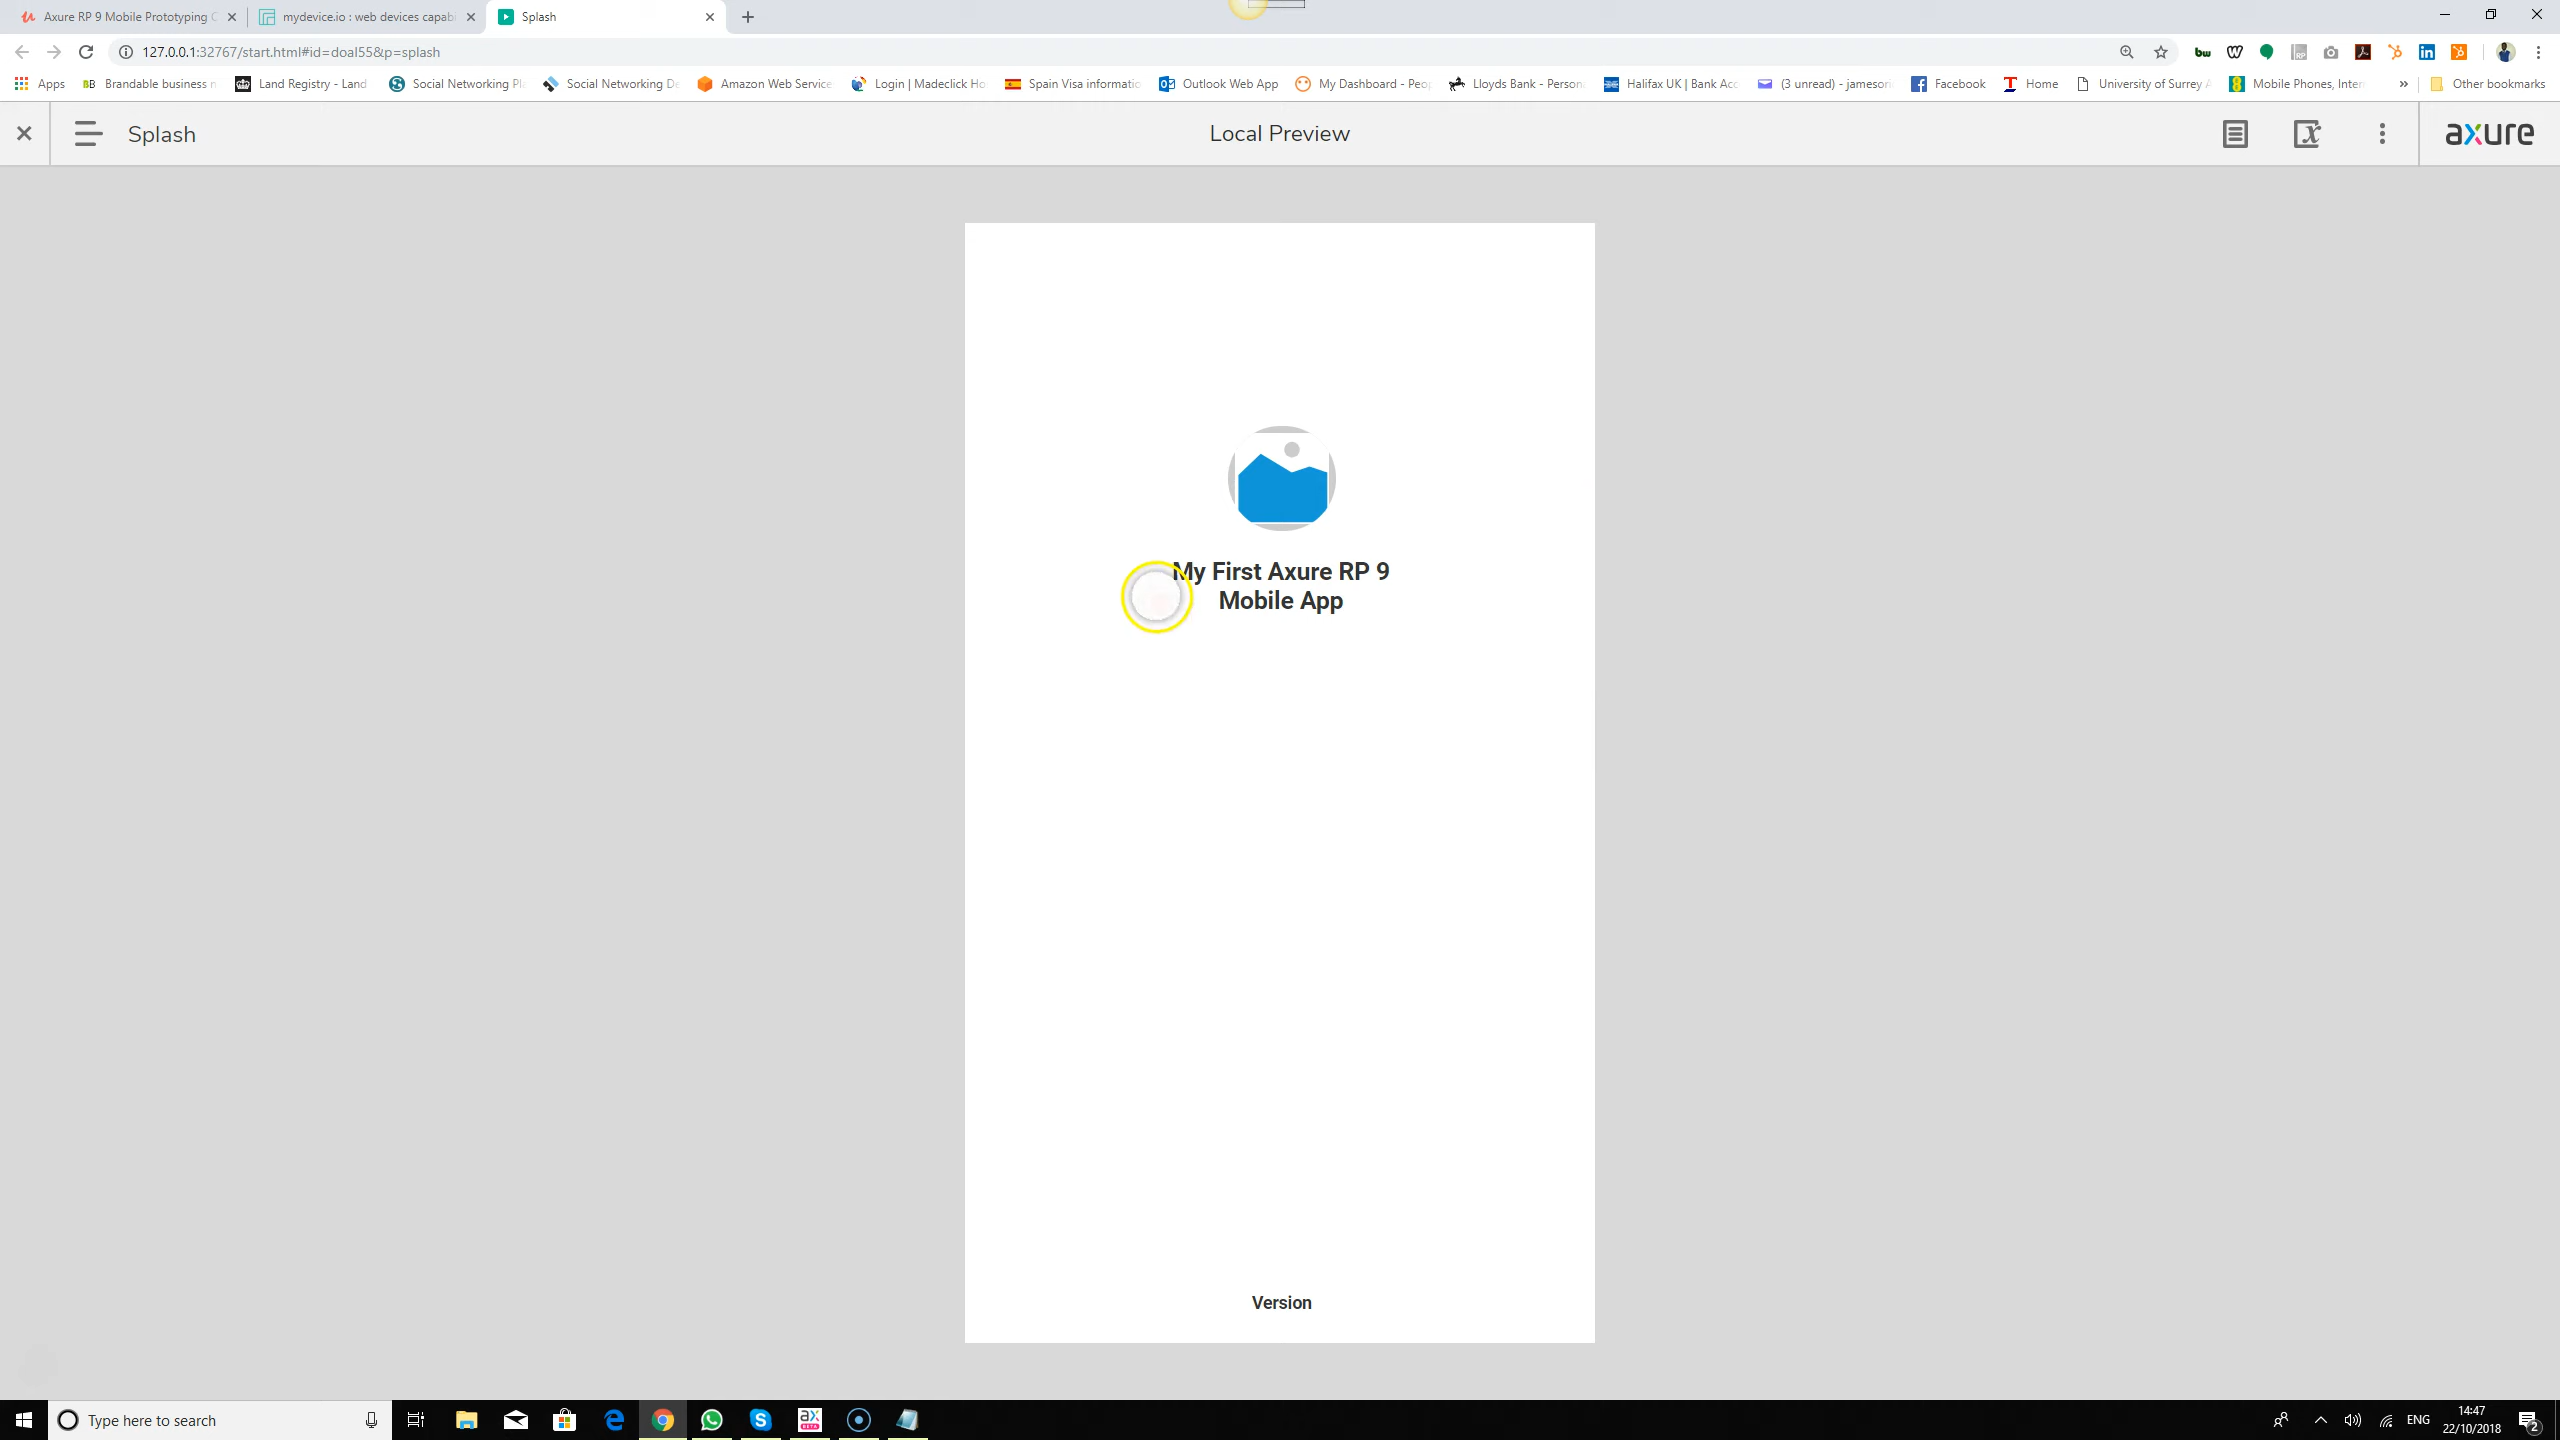 Axure RP 9 Mobile Prototyping C
mydevice.io : web devices capabi
Splash
127.0.0.1:32767/start.html#id=doal55&p=splash
Apps
Brandable business n
Land Registry - Land
Social Networking Pl
Social Networking De
Amazon Web Service
Login | Madeclick Ho
Spain Visa informatio
Outlook Web App
My Dashboard - Peop
Lloyds Bank - Person
Halifax UK | Bank Acc
(3 unread) - jamesori
Facebook
Home
University of Surrey
Mobile Phones, Inter
Other bookmarks
Splash
Local Preview
axure
My First Axure RP 9
Mobile App
Version
Type here to search
ENG
14:47
22/10/2018
2